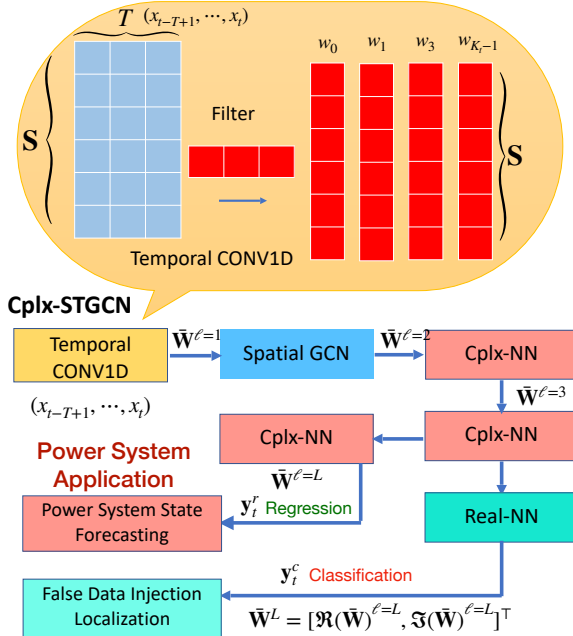 T (x_{t−T+1}, ⋯, x_t)
w_0 w_1 w_3 w_{K_t−1}
S
Filter
S
Temporal CONV1D
Cplx-STGCN
Temporal
CONV1D
W̄^{ℓ=1}
Spatial GCN
W̄^{ℓ=2}
Cplx-NN
(x_{t−T+1}, ⋯, x_t)
W̄^{ℓ=3}
Cplx-NN
Cplx-NN
Power System
Application
W̄^{ℓ=L}
Power System State
Forecasting
y_t^r Regression
Real-NN
y_t^c Classification
False Data Injection
Localization
W̄^L = [ℜ(W̄)^{ℓ=L}, ℑ(W̄)^{ℓ=L}]^⊤